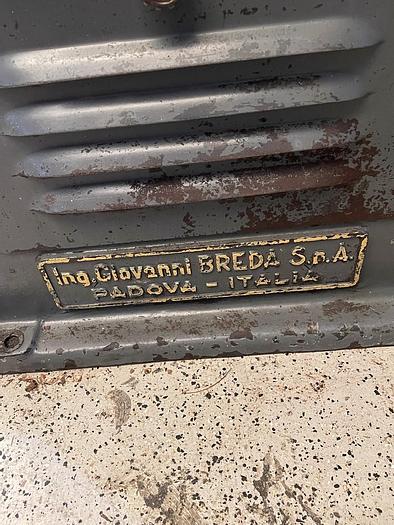 Ing. Giovanni BREDA S.p.A.
PADOVA - ITALIA